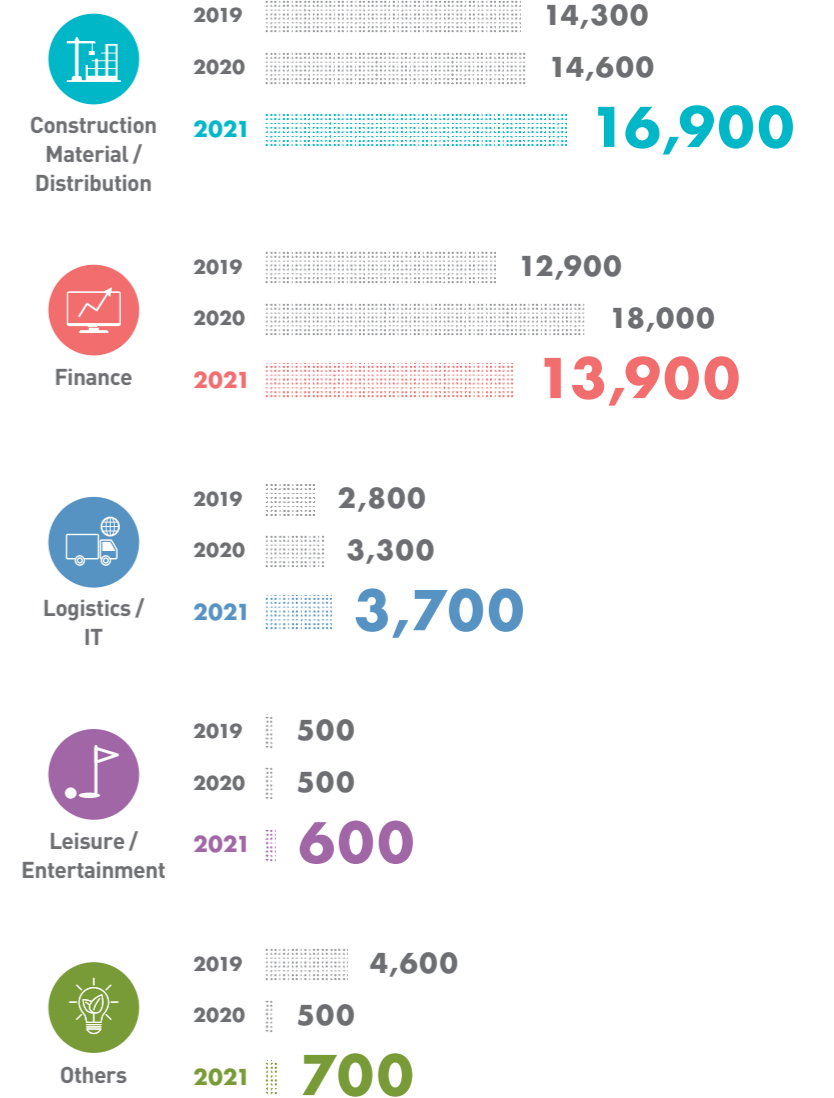 2019 14,300
2020 14,600
2021 16,900
Construction
Material /
Distribution
2019 12,900
2020 18,000
2021 13,900
Finance
2019 2,800
2020 3,300
2021 3,700
Logistics /
IT
2019 500
2020 500
2021 600
Leisure /
Entertainment
2019 4,600
2020 500
2021 700
Others